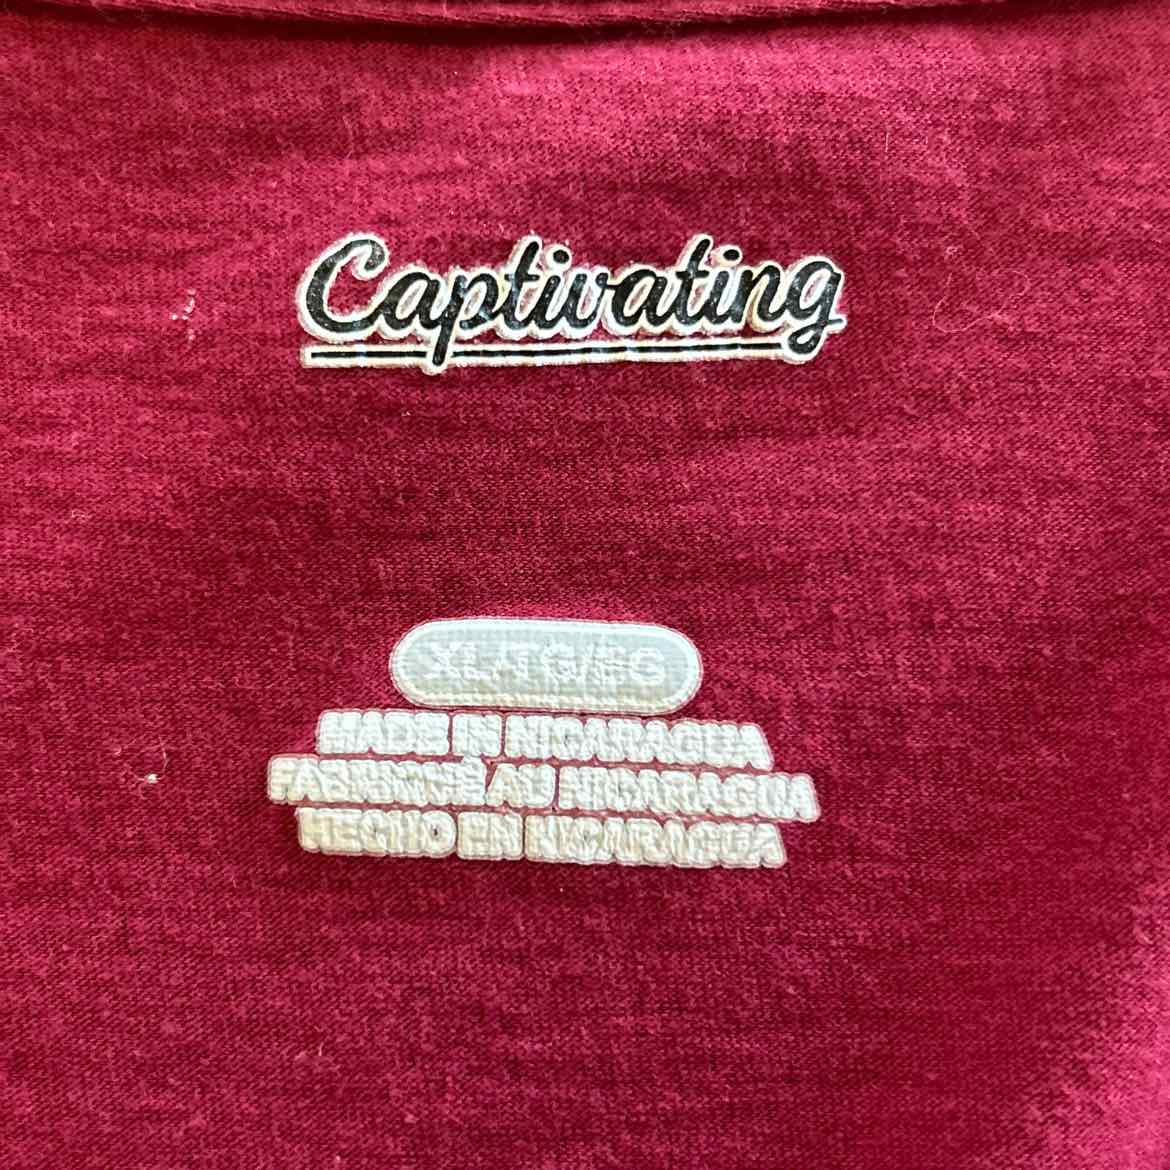 Captivating
XL/TG/EG
MADE IN NICARAGUA
FABRIQUÉ AU NICARAGUA
HECHO EN NICARAGUA